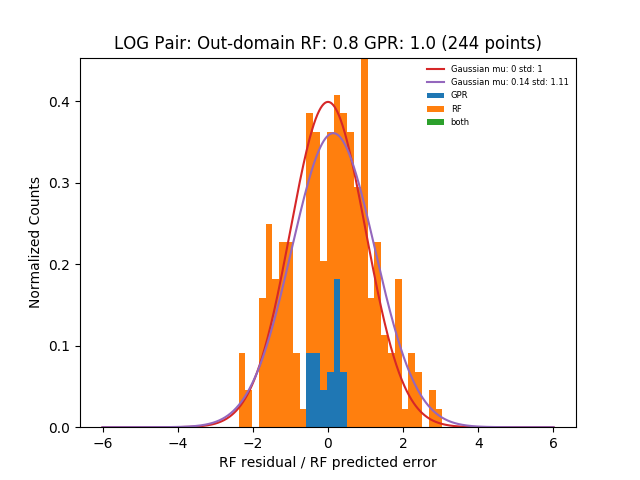 LOG Pair: Out-domain RF: 0.8 GPR: 1.0 (244 points)
Gaussian mu: 0 std: 1
Gaussian mu: 0.14 std: 1.11
GPR
RF
both
Normalized Counts
0.4
0.3
0.2
0.1
0.0
−6 −4 −2 0 2 4 6
RF residual / RF predicted error